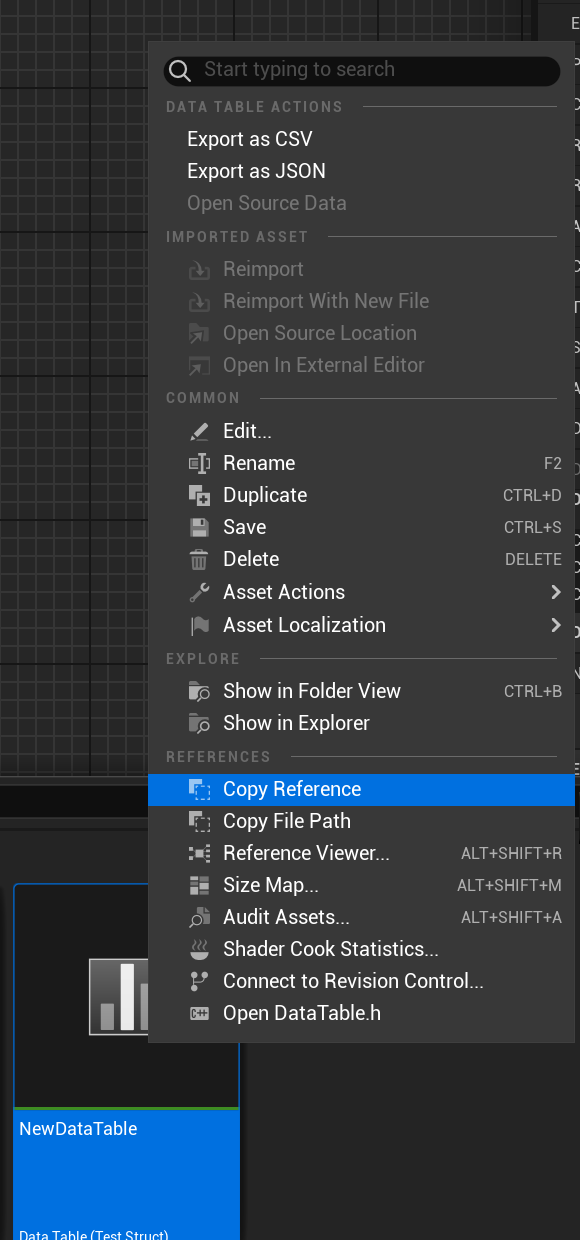 Start typing to search
DATA TABLE ACTIONS
Export as CSV
Export as JSON
Open Source Data
IMPORTED ASSET
Reimport
Reimport With New File
Open Source Location
Open In External Editor
COMMON
Edit...
Rename F2
Duplicate CTRL+D
Save CTRL+S
Delete DELETE
Asset Actions
Asset Localization
EXPLORE
Show in Folder View CTRL+B
Show in Explorer
REFERENCES
Copy Reference
Copy File Path
Reference Viewer... ALT+SHIFT+R
Size Map... ALT+SHIFT+M
Audit Assets... ALT+SHIFT+A
Shader Cook Statistics...
Connect to Revision Control...
C++ Open DataTable.h
NewDataTable
Data Table (Test Struct)